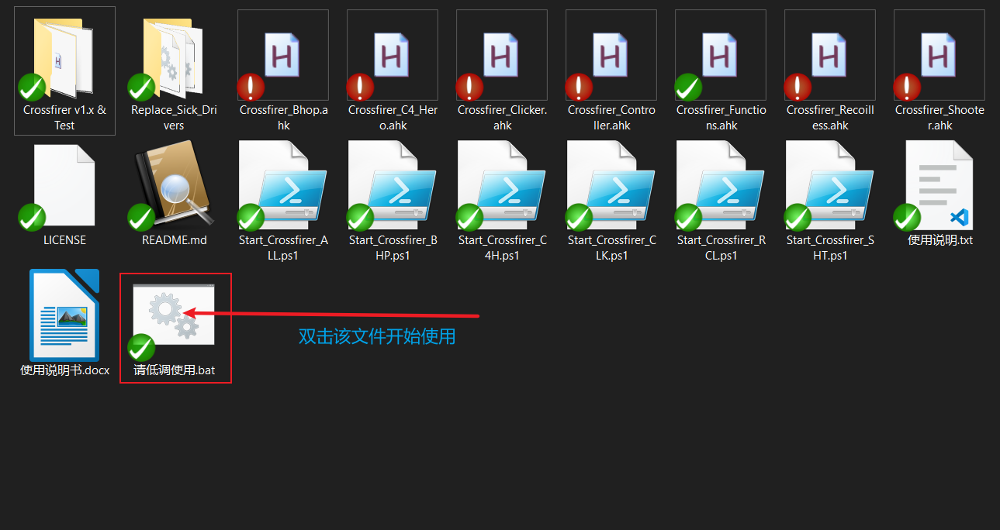 Crossfirer v1.x &
Test
Replace_Sick_Dri
vers
Crossfirer_Bhop.a
hk
Crossfirer_C4_Her
o.ahk
Crossfirer_Clicker.
ahk
Crossfirer_Contro
ller.ahk
Crossfirer_Functio
ns.ahk
Crossfirer_Recoill
ess.ahk
Crossfirer_Shoote
r.ahk
LICENSE
README.md
Start_Crossfirer_A
LL.ps1
Start_Crossfirer_B
HP.ps1
Start_Crossfirer_C
4H.ps1
Start_Crossfirer_C
LK.ps1
Start_Crossfirer_R
CL.ps1
Start_Crossfirer_S
HT.ps1
使用说明.txt
使用说明书.docx
请低调使用.bat
双击该文件开始使用